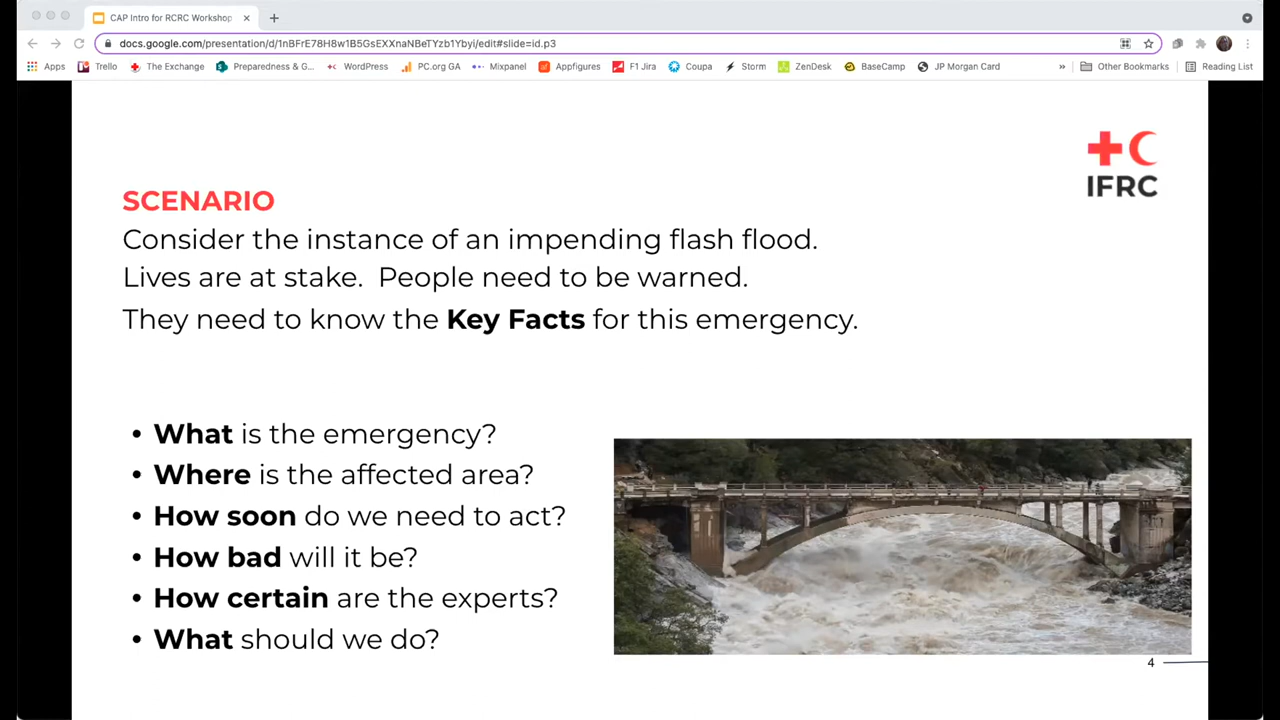 CAP Intro for RCRC Workshop
docs.google.com/presentation/d/1nBFrE78H8w1B5GsEXXnaNBeTYzb1Ybyi/edit#slide=id.p3
Apps Trello The Exchange Preparedness & G... WordPress PC.org GA Mixpanel Appfigures F1 Jira Coupa Storm ZenDesk BaseCamp JP Morgan Card » Other Bookmarks Reading List
IFRC
SCENARIO
Consider the instance of an impending flash flood.
Lives are at stake. People need to be warned.
They need to know the Key Facts for this emergency.
• What is the emergency?
• Where is the affected area?
• How soon do we need to act?
• How bad will it be?
• How certain are the experts?
• What should we do?
4